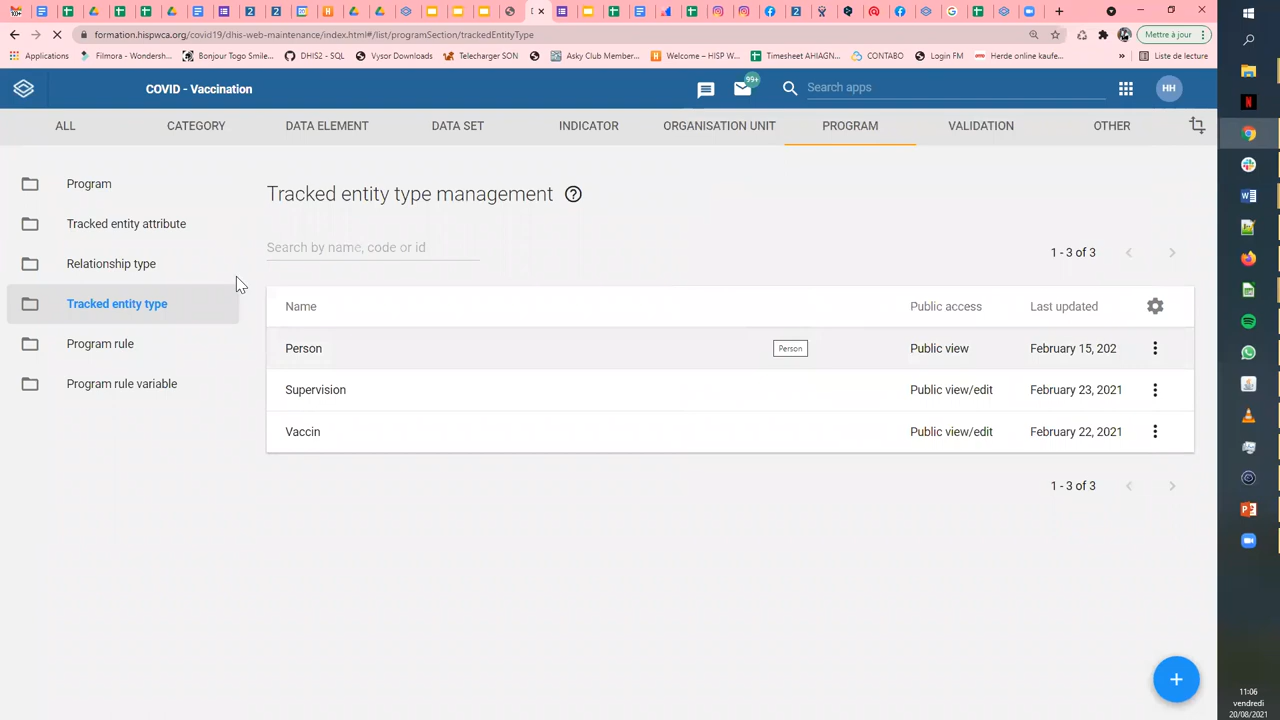 formation.hispwca.org/covid19/dhis-web-maintenance/index.html#/list/programSection/trackedEntityType
Mettre à jour
Applications
Filmora - Wondersh...
Bonjour Togo Smile...
DHIS2 - SQL
Vysor Downloads
Telecharger SON
Asky Club Member...
Welcome – HISP W...
Timesheet AHIAGN...
CONTABO
Login FM
Herde online kaufe...
»
Liste de lecture
COVID - Vaccination
99+
Search apps
HH
ALL
CATEGORY
DATA ELEMENT
DATA SET
INDICATOR
ORGANISATION UNIT
PROGRAM
VALIDATION
OTHER
Program
Tracked entity attribute
Relationship type
Tracked entity type
Program rule
Program rule variable
Tracked entity type management
Search by name, code or id
1 - 3 of 3
Name Public access Last updated
Person Person Public view February 15, 202
Supervision Public view/edit February 23, 2021
Vaccin Public view/edit February 22, 2021
1 - 3 of 3
11:06
vendredi
20/08/2021